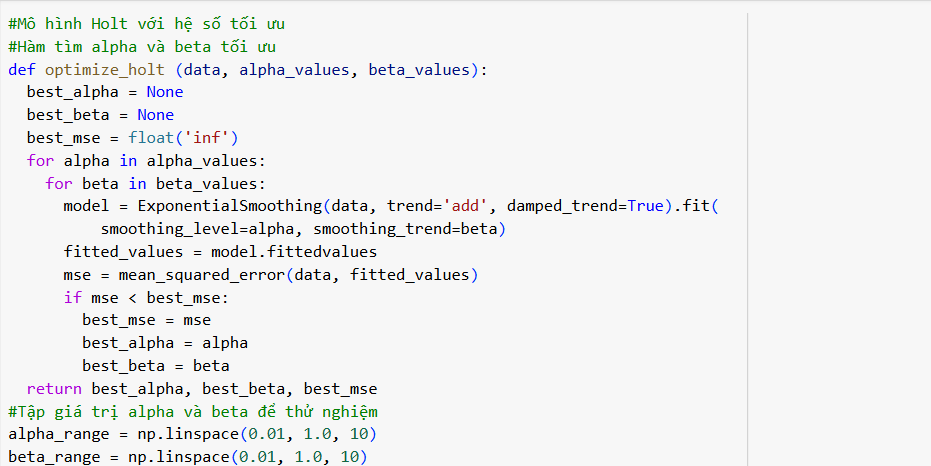 #Mô hình Holt với hệ số tối ưu
#Hàm tìm alpha và beta tối ưu
def optimize_holt (data, alpha_values, beta_values):
  best_alpha = None
  best_beta = None
  best_mse = float('inf')
  for alpha in alpha_values:
    for beta in beta_values:
      model = ExponentialSmoothing(data, trend='add', damped_trend=True).fit(
          smoothing_level=alpha, smoothing_trend=beta)
      fitted_values = model.fittedvalues
      mse = mean_squared_error(data, fitted_values)
      if mse < best_mse:
        best_mse = mse
        best_alpha = alpha
        best_beta = beta
  return best_alpha, best_beta, best_mse
#Tập giá trị alpha và beta để thử nghiệm
alpha_range = np.linspace(0.01, 1.0, 10)
beta_range = np.linspace(0.01, 1.0, 10)